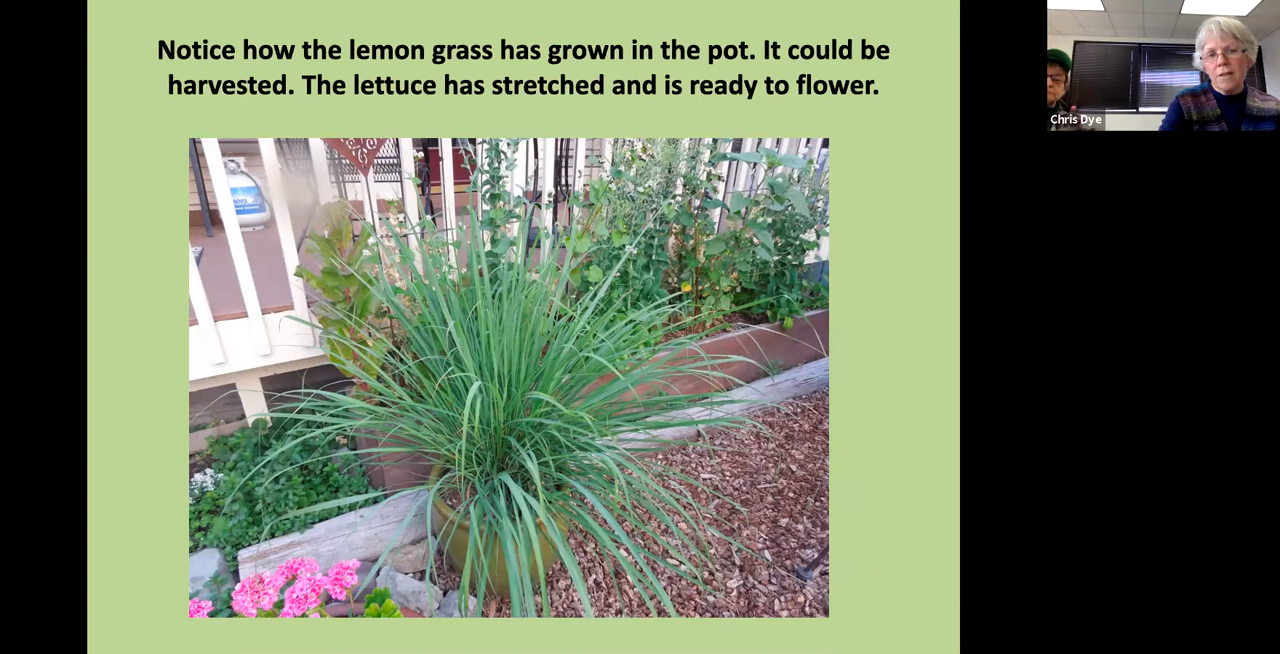 Notice how the lemon grass has grown in the pot. It could be
harvested. The lettuce has stretched and is ready to flower.
Chris Dye